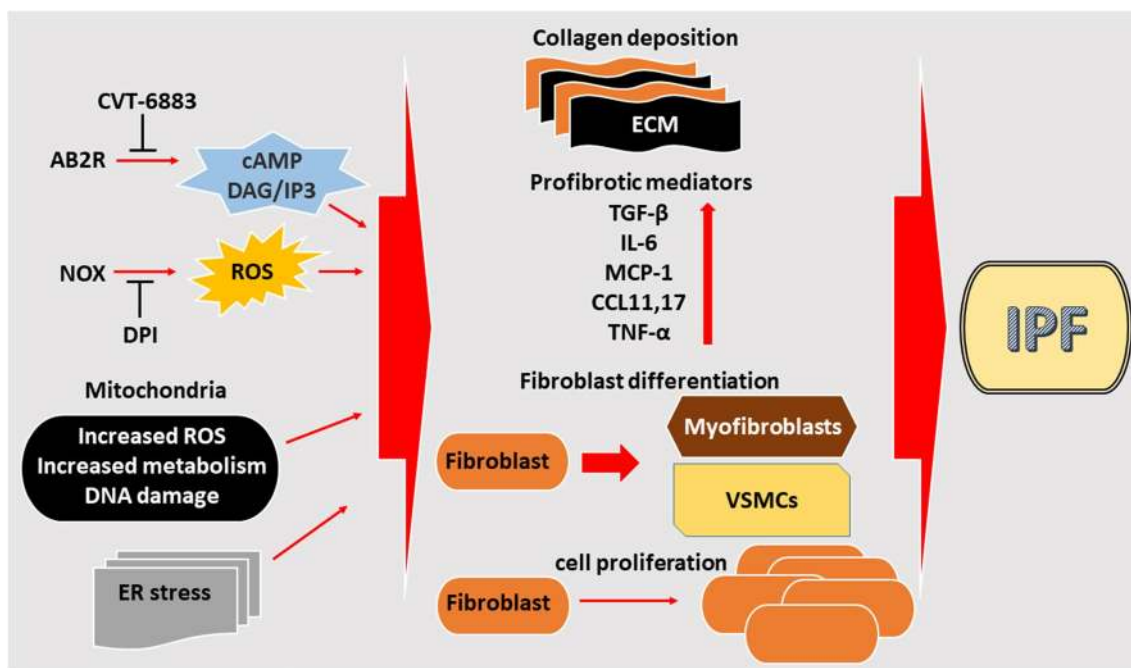 CVT-6883
AB2R
cAMP
DAG/IP3
NOX
ROS
DPI
Mitochondria
Increased ROS
Increased metabolism
DNA damage
ER stress
Collagen deposition
ECM
Profibrotic mediators
TGF-β
IL-6
MCP-1
CCL11,17
TNF-α
Fibroblast differentiation
Fibroblast
Myofibroblasts
VSMCs
cell proliferation
Fibroblast
IPF